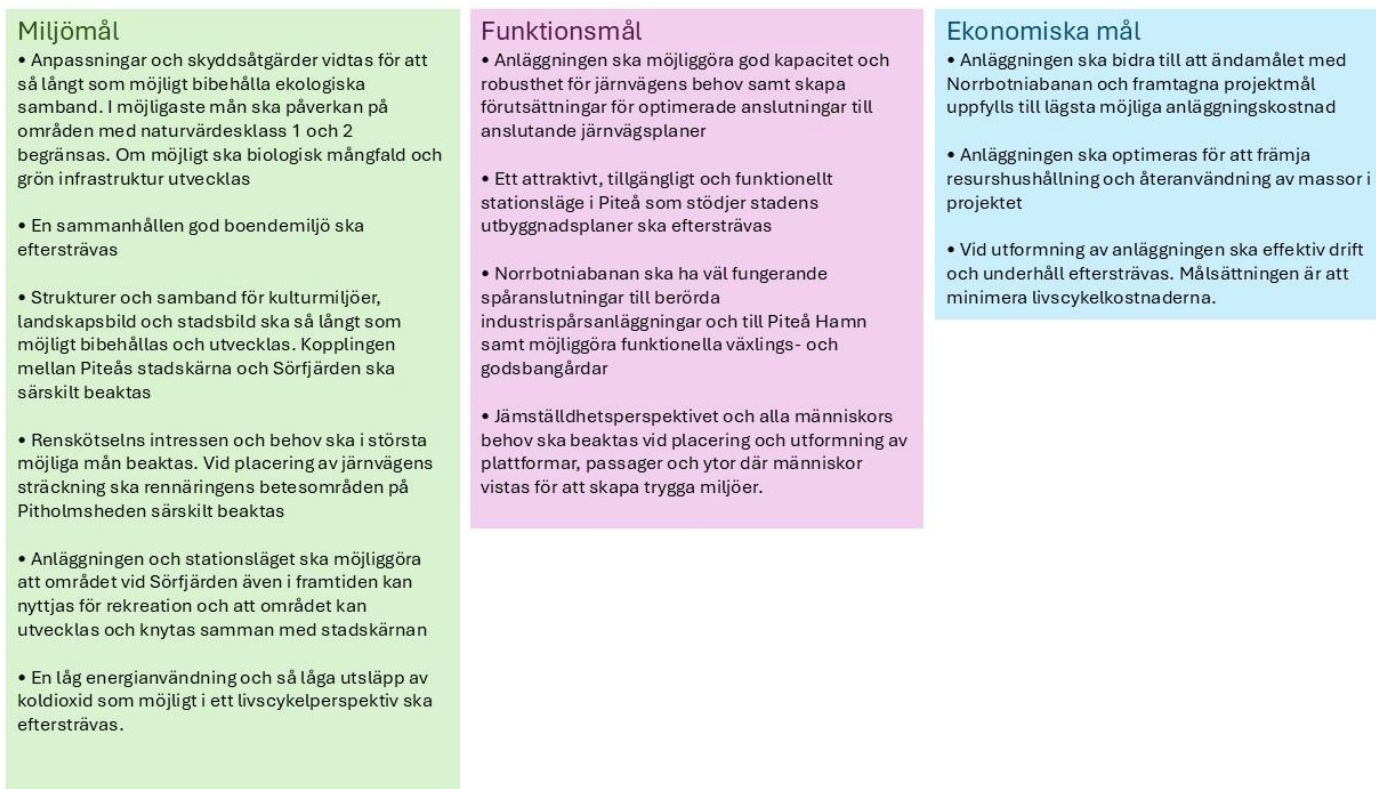 Miljömål
• Anpassningar och skyddsåtgärder vidtas för att
så långt som möjligt bibehålla ekologiska
samband. I möjligaste mån ska påverkan på
områden med naturvärdesklass 1 och 2
begränsas. Om möjligt ska biologisk mångfald och
grön infrastruktur utvecklas
• En sammanhållen god boendemiljö ska
eftersträvas
• Strukturer och samband för kulturmiljöer,
landskapsbild och stadsbild ska så långt som
möjligt bibehållas och utvecklas. Kopplingen
mellan Piteås stadskärna och Sörfjärden ska
särskilt beaktas
• Renskötselns intressen och behov ska i största
möjliga mån beaktas. Vid placering av järnvägens
sträckning ska rennäringens betesområden på
Pitholmsheden särskilt beaktas
• Anläggningen och stationsläget ska möjliggöra
att området vid Sörfjärden även i framtiden kan
nyttjas för rekreation och att området kan
utvecklas och knytas samman med stadskärnan
• En låg energianvändning och så låga utsläpp av
koldioxid som möjligt i ett livscykelperspektiv ska
eftersträvas.
Funktionsmål
• Anläggningen ska möjliggöra god kapacitet och
robusthet för järnvägens behov samt skapa
förutsättningar för optimerade anslutningar till
anslutande järnvägsplaner
• Ett attraktivt, tillgängligt och funktionellt
stationsläge i Piteå som stödjer stadens
utbyggnadsplaner ska eftersträvas
• Norrbotniabanan ska ha väl fungerande
spåranslutningar till berörda
industrispårsanläggningar och till Piteå Hamn
samt möjliggöra funktionella växlings- och
godsbangårdar
• Jämställdhetsperspektivet och alla människors
behov ska beaktas vid placering och utformning av
plattformar, passager och ytor där människor
vistas för att skapa trygga miljöer.
Ekonomiska mål
• Anläggningen ska bidra till att ändamålet med
Norrbotniabanan och framtagna projektmål
uppfylls till lägsta möjliga anläggningskostnad
• Anläggningen ska optimeras för att främja
resurshushållning och återanvändning av massor i
projektet
• Vid utformning av anläggningen ska effektiv drift
och underhåll eftersträvas. Målsättningen är att
minimera livscykelkostnaderna.